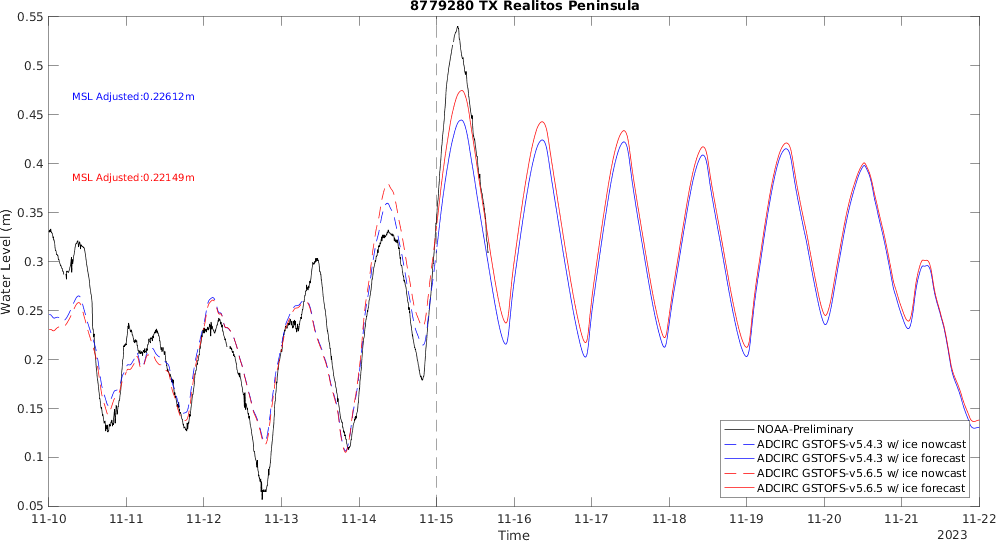 8779280 TX Realitos Peninsula
0.55
0.5
0.45
0.4
0.35
0.3
0.25
0.2
0.15
0.1
0.05
Water Level (m)
MSL Adjusted:0.22612m
MSL Adjusted:0.22149m
NOAA-Preliminary
ADCIRC GSTOFS-v5.4.3 w/ ice nowcast
ADCIRC GSTOFS-v5.4.3 w/ ice forecast
ADCIRC GSTOFS-v5.6.5 w/ ice nowcast
ADCIRC GSTOFS-v5.6.5 w/ ice forecast
11-10 11-11 11-12 11-13 11-14 11-15 11-16 11-17 11-18 11-19 11-20 11-21 11-22
Time
2023